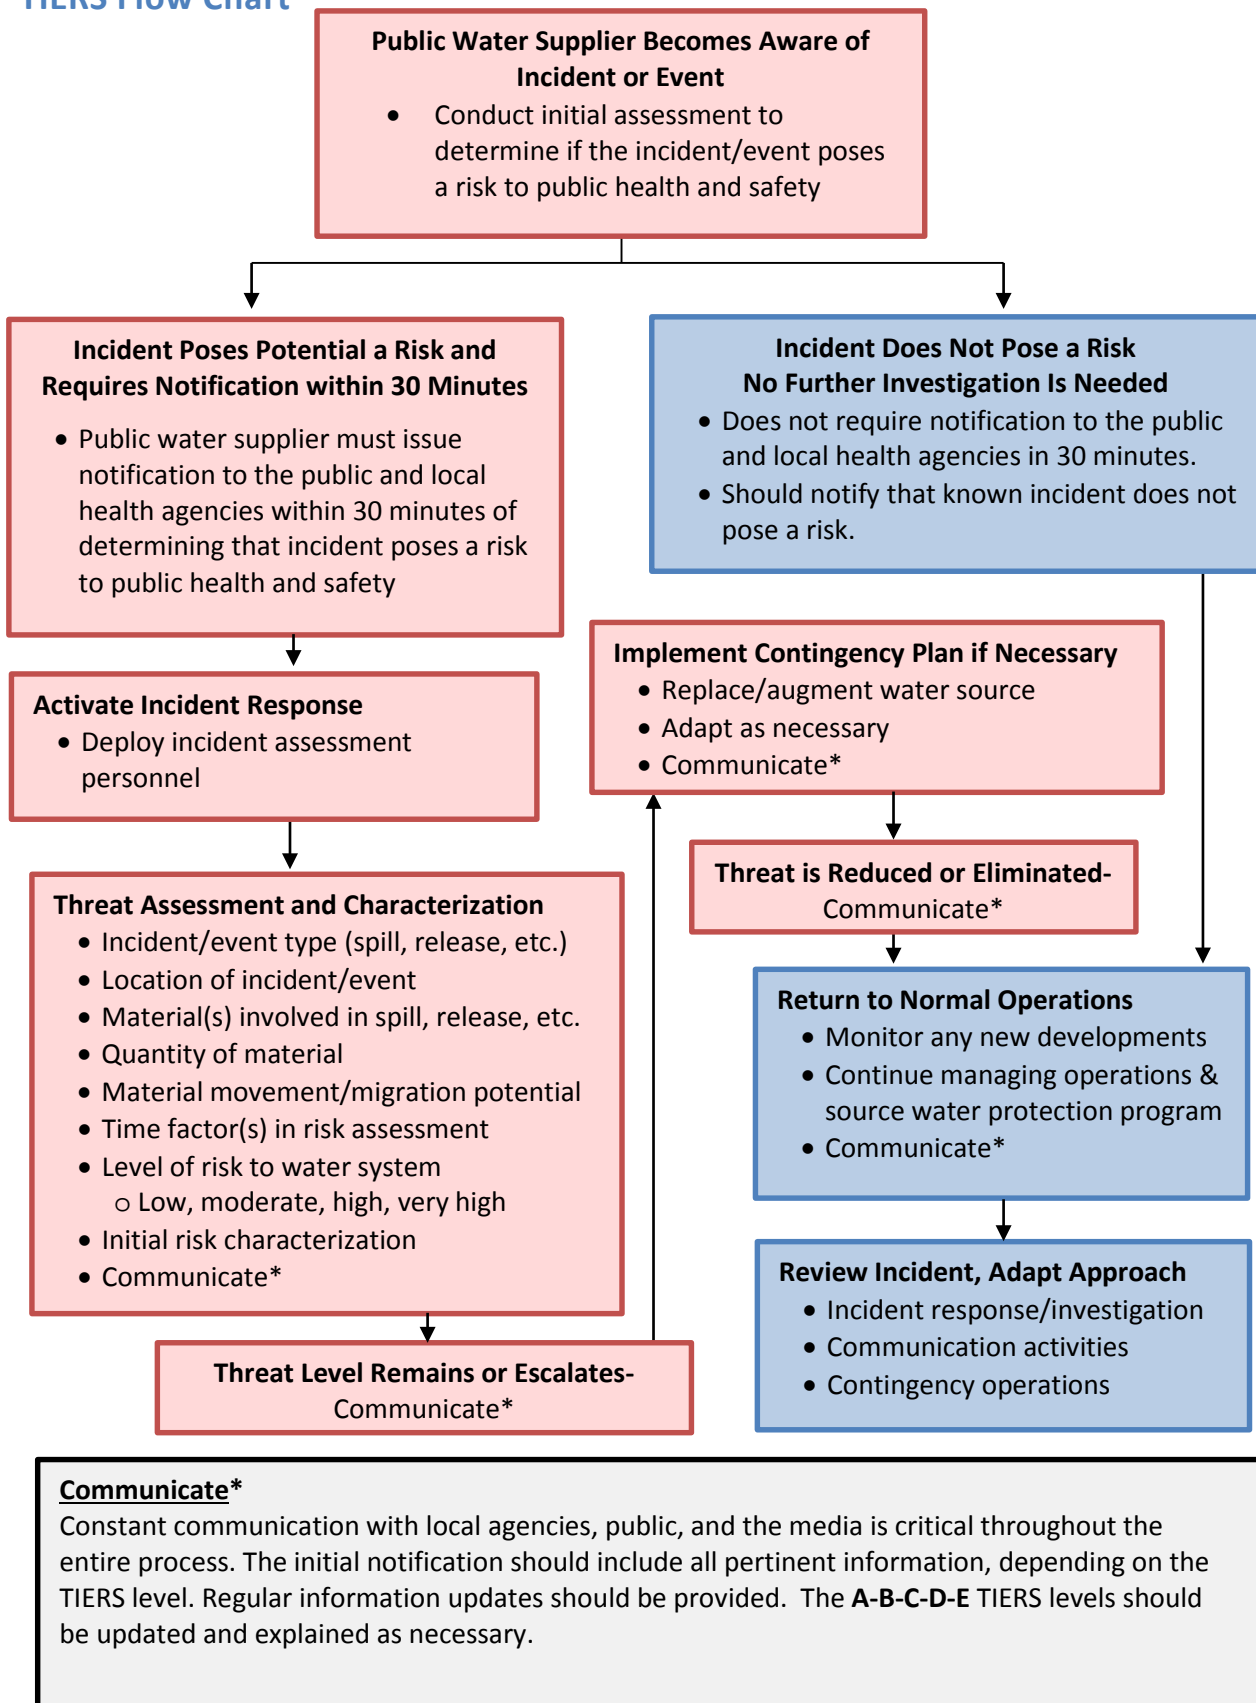 TIERS Flow Chart
Public Water Supplier Becomes Aware of
Incident or Event
• Conduct initial assessment to
determine if the incident/event poses
a risk to public health and safety
Incident Poses Potential a Risk and
Requires Notification within 30 Minutes
• Public water supplier must issue
notification to the public and local
health agencies within 30 minutes of
determining that incident poses a risk
to public health and safety
Incident Does Not Pose a Risk
No Further Investigation Is Needed
• Does not require notification to the public
and local health agencies in 30 minutes.
• Should notify that known incident does not
pose a risk.
Activate Incident Response
• Deploy incident assessment
personnel
Threat Assessment and Characterization
• Incident/event type (spill, release, etc.)
• Location of incident/event
• Material(s) involved in spill, release, etc.
• Quantity of material
• Material movement/migration potential
• Time factor(s) in risk assessment
• Level of risk to water system
o Low, moderate, high, very high
• Initial risk characterization
• Communicate*
Threat Level Remains or Escalates-
Communicate*
Implement Contingency Plan if Necessary
• Replace/augment water source
• Adapt as necessary
• Communicate*
Threat is Reduced or Eliminated-
Communicate*
Return to Normal Operations
• Monitor any new developments
• Continue managing operations &
source water protection program
• Communicate*
Review Incident, Adapt Approach
• Incident response/investigation
• Communication activities
• Contingency operations
Communicate*
Constant communication with local agencies, public, and the media is critical throughout the
entire process. The initial notification should include all pertinent information, depending on the
TIERS level. Regular information updates should be provided.  The A-B-C-D-E TIERS levels should
be updated and explained as necessary.